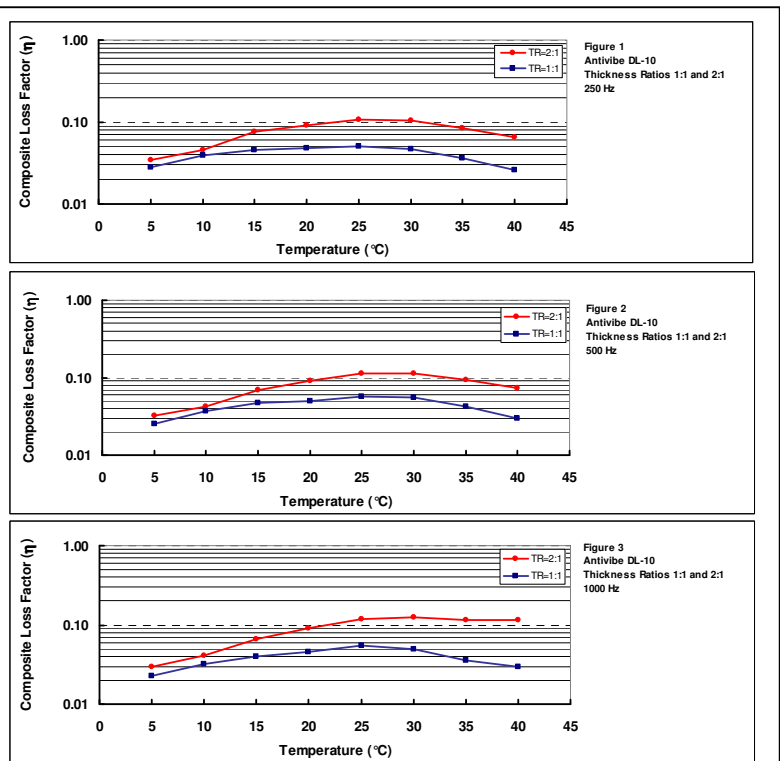 Composite Loss Factor (η)
1.00
0.10
0.01
0 5 10 15 20 25 30 35 40 45
Temperature (°C)
TR=2:1
TR=1:1
Figure 1
Antivibe DL-10
Thickness Ratios 1:1 and 2:1
250 Hz
Composite Loss Factor (η)
1.00
0.10
0.01
0 5 10 15 20 25 30 35 40 45
Temperature (°C)
TR=2:1
TR=1:1
Figure 2
Antivibe DL-10
Thickness Ratios 1:1 and 2:1
500 Hz
Composite Loss Factor (η)
1.00
0.10
0.01
0 5 10 15 20 25 30 35 40 45
Temperature (°C)
TR=2:1
TR=1:1
Figure 3
Antivibe DL-10
Thickness Ratios 1:1 and 2:1
1000 Hz